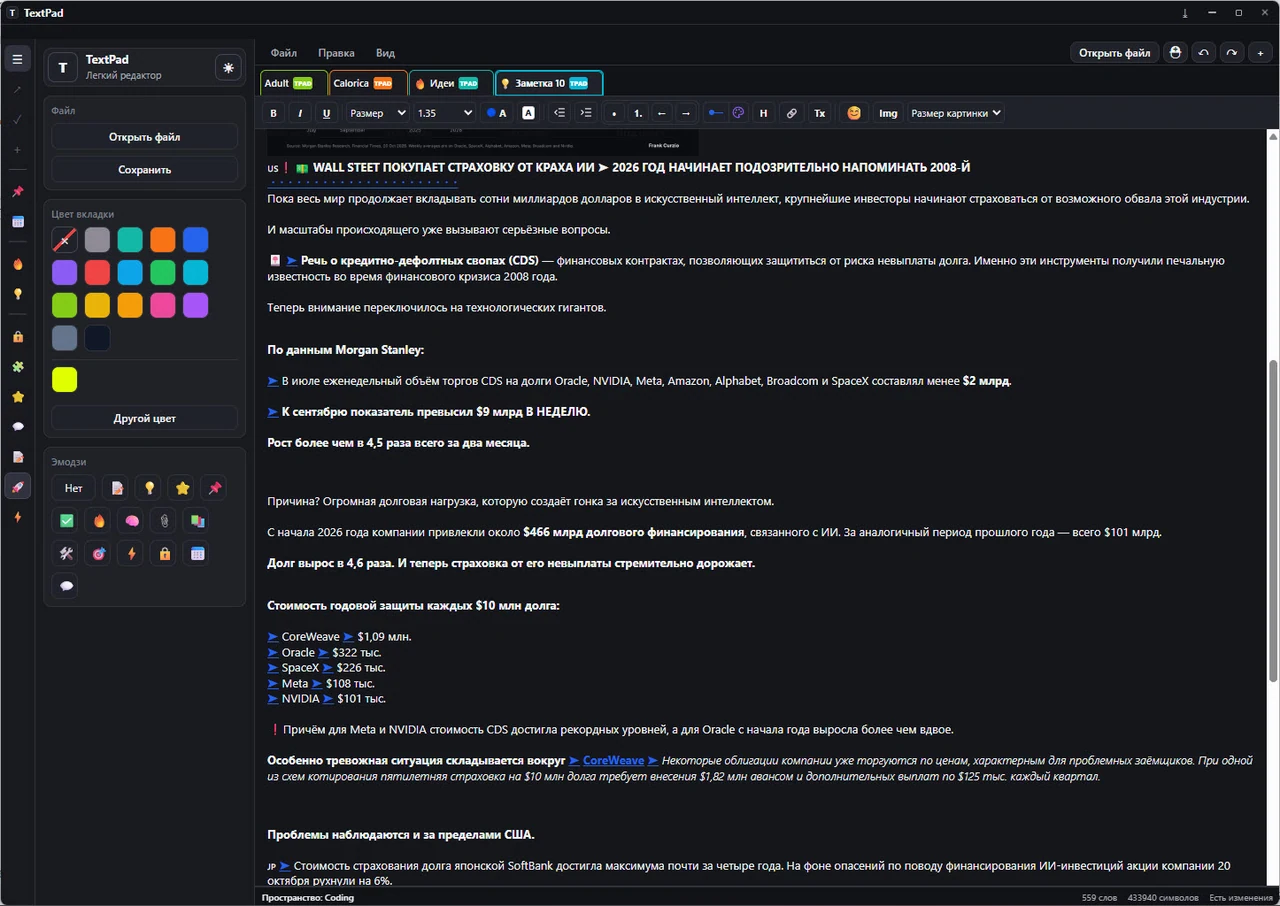 T TextPad
T
TextPad
Легкий редактор
Файл
Открыть файл
Сохранить
Цвет вкладки
Другой цвет
Эмодзи
Нет
Файл Правка Вид
Открыть файл
Adult TPAD
Calorica TPAD
Идеи TPAD
Заметка 10 TPAD
B I U Размер 1.35 A A • 1. ← → H Tx Img Размер картинки
July September 2025 2026
Frank Curzio
US❗ 💵 WALL STEET ПОКУПАЕТ СТРАХОВКУ ОТ КРАХА ИИ ➤ 2026 ГОД НАЧИНАЕТ ПОДОЗРИТЕЛЬНО НАПОМИНАТЬ 2008-Й
Пока весь мир продолжает вкладывать сотни миллиардов долларов в искусственный интеллект, крупнейшие инвесторы начинают страховаться от возможного обвала этой индустрии.
И масштабы происходящего уже вызывают серьёзные вопросы.
➤ Речь о кредитно-дефолтных свопах (CDS) — финансовых контрактах, позволяющих защититься от риска невыплаты долга. Именно эти инструменты получили печальную
известность во время финансового кризиса 2008 года.
Теперь внимание переключилось на технологических гигантов.
По данным Morgan Stanley:
➤ В июле еженедельный объём торгов CDS на долги Oracle, NVIDIA, Meta, Amazon, Alphabet, Broadcom и SpaceX составлял менее $2 млрд.
➤ К сентябрю показатель превысил $9 млрд В НЕДЕЛЮ.
Рост более чем в 4,5 раза всего за два месяца.
Причина? Огромная долговая нагрузка, которую создаёт гонка за искусственным интеллектом.
С начала 2026 года компании привлекли около $466 млрд долгового финансирования, связанного с ИИ. За аналогичный период прошлого года — всего $101 млрд.
Долг вырос в 4,6 раза. И теперь страховка от его невыплаты стремительно дорожает.
Стоимость годовой защиты каждых $10 млн долга:
➤ CoreWeave ➤ $1,09 млн.
➤ Oracle ➤ $322 тыс.
➤ SpaceX ➤ $226 тыс.
➤ Meta ➤ $108 тыс.
➤ NVIDIA ➤ $101 тыс.
❗ Причём для Meta и NVIDIA стоимость CDS достигла рекордных уровней, а для Oracle с начала года выросла более чем вдвое.
Особенно тревожная ситуация складывается вокруг ➤ CoreWeave ➤ Некоторые облигации компании уже торгуются по ценам, характерным для проблемных заёмщиков. При одной
из схем котирования пятилетняя страховка на $10 млн долга требует внесения $1,82 млн авансом и дополнительных выплат по $125 тыс. каждый квартал.
Проблемы наблюдаются и за пределами США.
JP ➤ Стоимость страхования долга японской SoftBank достигла максимума почти за четыре года. На фоне опасений по поводу финансирования ИИ-инвестиций акции компании 20
октября рухнули на 6%.
Пространство: Coding
559 слов 433940 символов Есть изменения